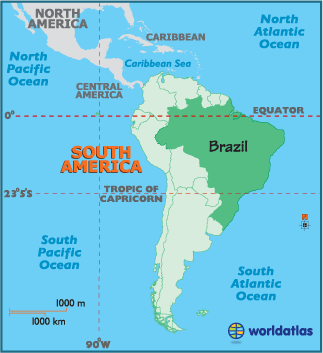 NORTH
AMERICA
CARIBBEAN
North
Atlantic
Ocean
North
Pacific
Ocean
Caribbean Sea
CENTRAL
AMERICA
EQUATOR
0°
Brazil
SOUTH
AMERICA
TROPIC OF
CAPRICORN
23°5's
South
Pacific
Ocean
South
Atlantic
Ocean
1000 m
1000 km
90°W
worldatlas